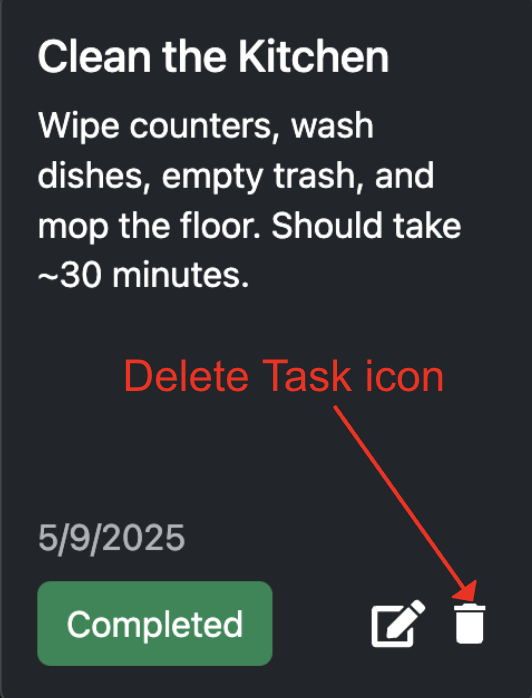 Clean the Kitchen
Wipe counters, wash
dishes, empty trash, and
mop the floor. Should take
~30 minutes.
Delete Task icon
5/9/2025
Completed